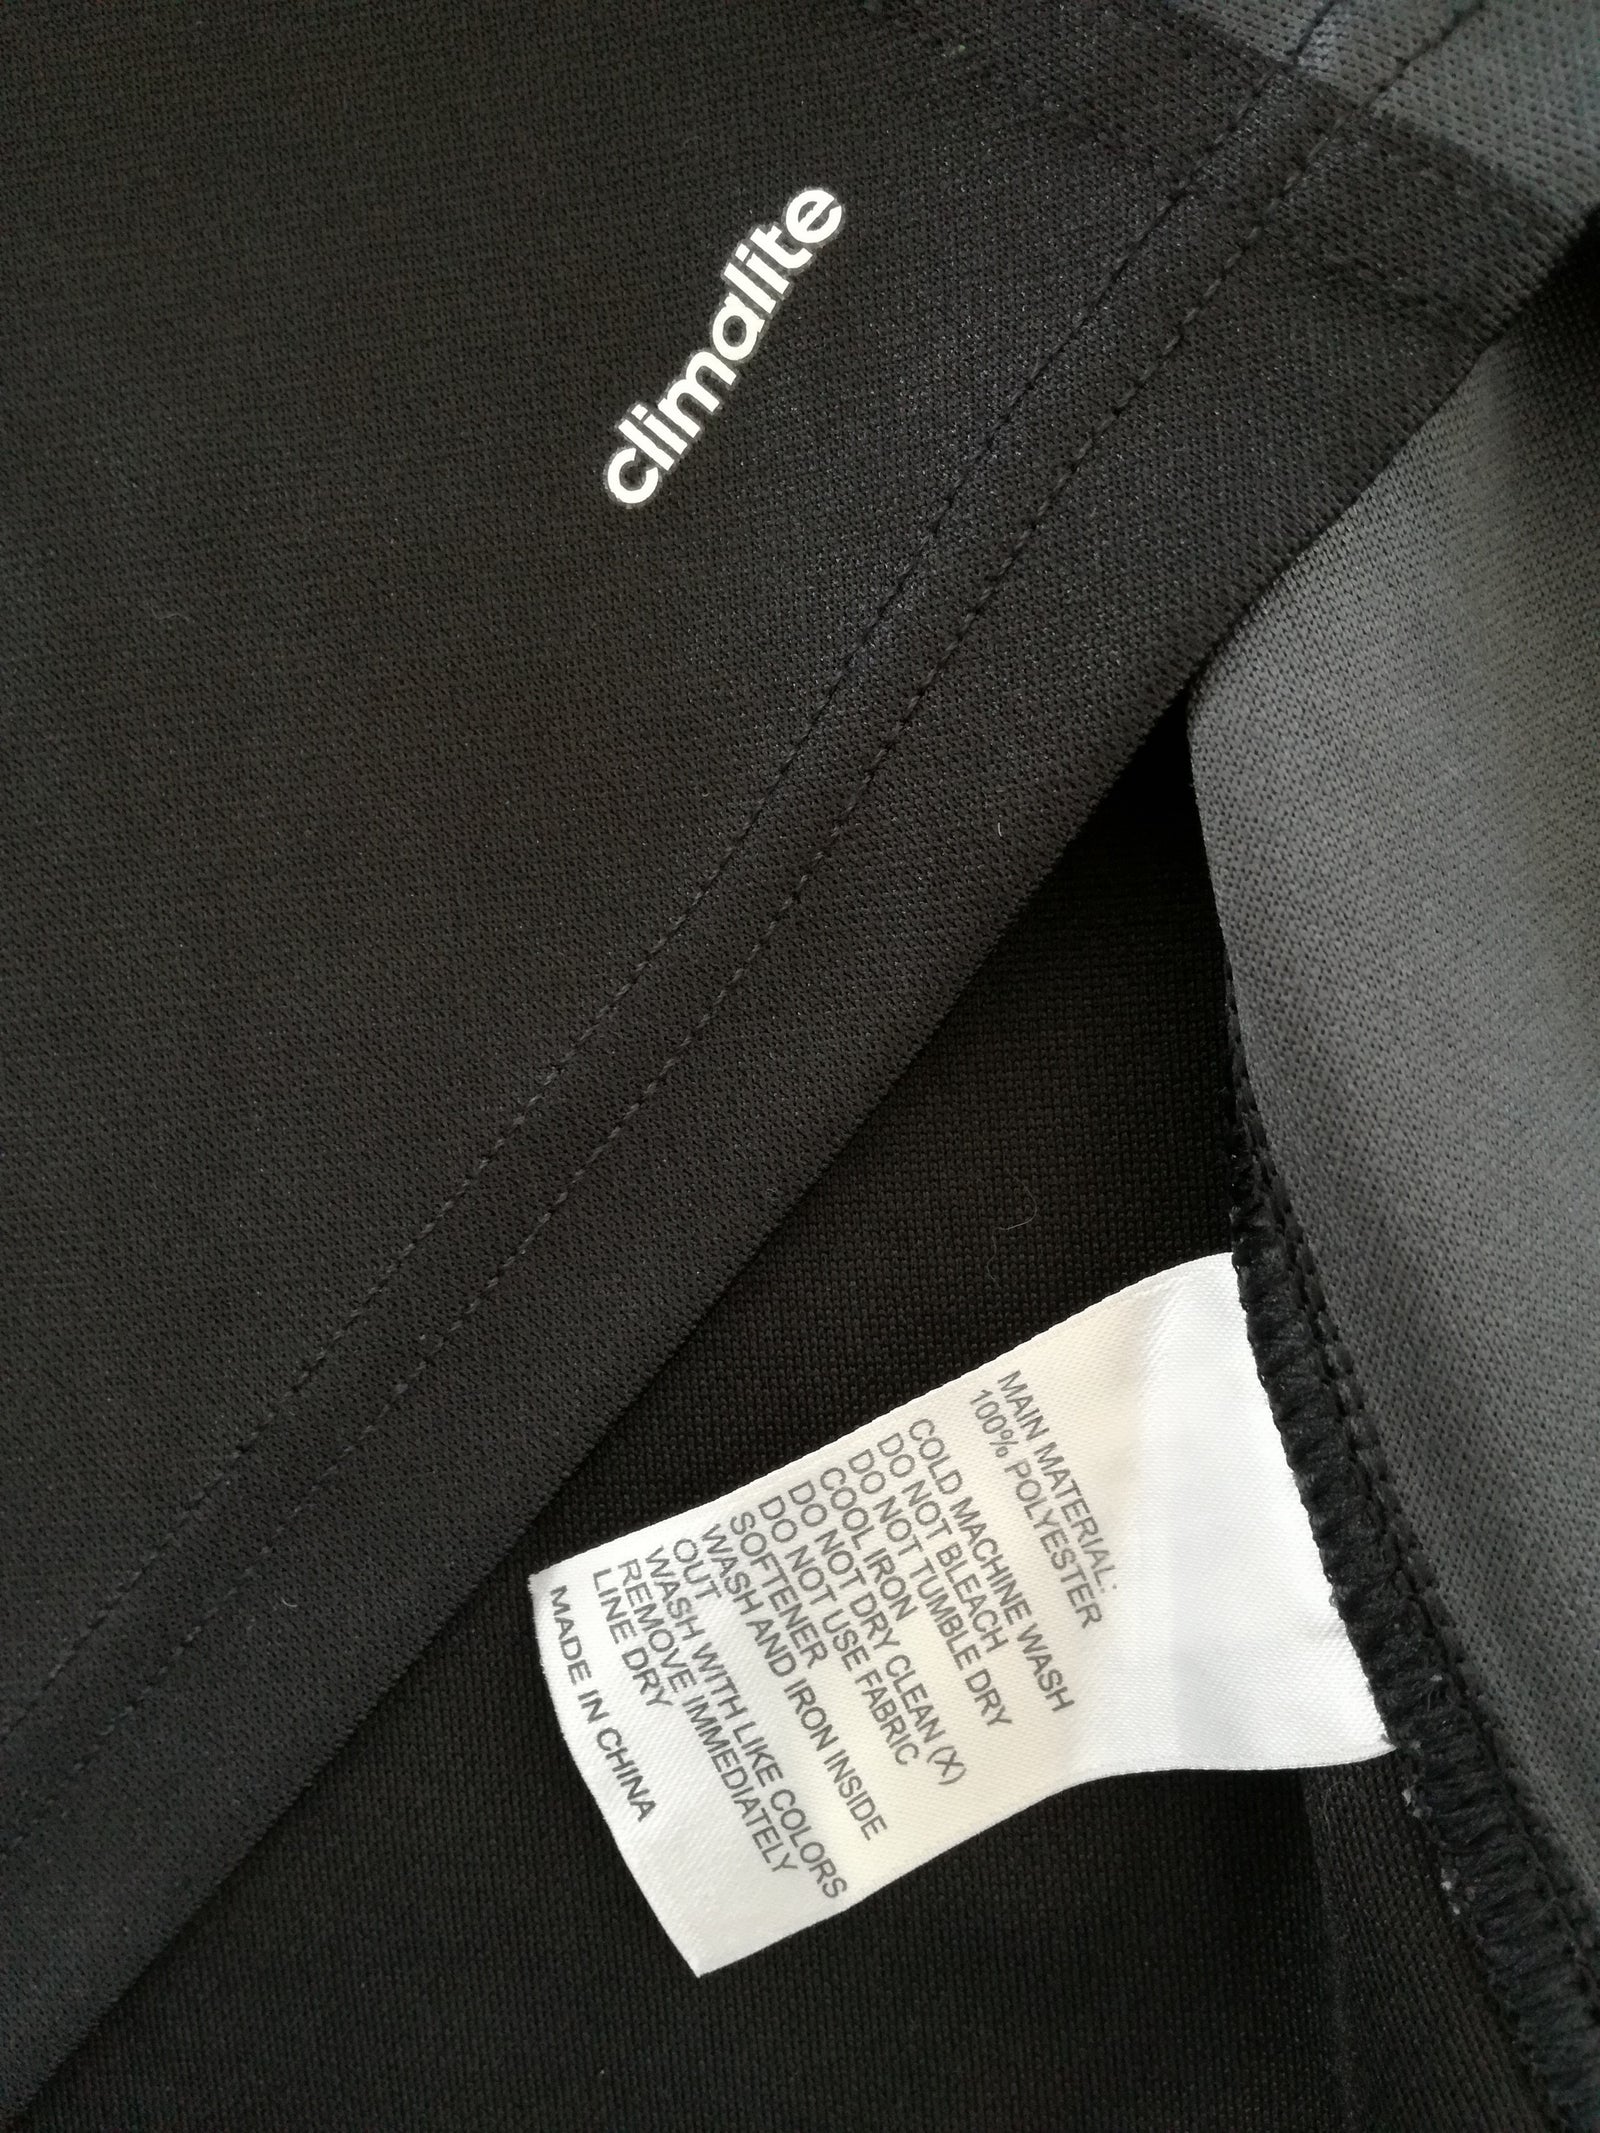 climalite
MAIN MATERIAL:
100% POLYESTER
COLD MACHINE WASH
DO NOT BLEACH
DO NOT TUMBLE DRY
COOL IRON
DO NOT DRY CLEAN (X)
DO NOT USE FABRIC
SOFTENER
WASH AND IRON INSIDE
OUT
WASH WITH LIKE COLORS
REMOVE IMMEDIATELY
LINE DRY
MADE IN CHINA